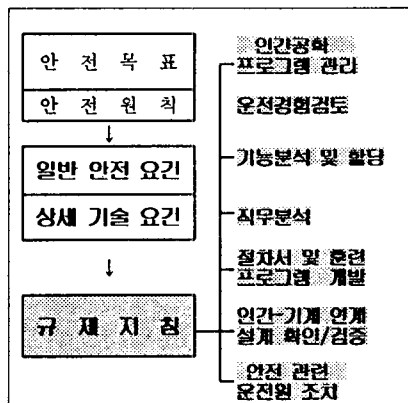 안 전 목 표
안 전 원 칙
↓
일반 안전 요건
상세 기술 요건
↓
규 제 지 침
인간공학
프로그램 관리
운전경험검토
기능분석 및 할당
직무분석
절차서 및 훈련
프로그램 개발
인간-기계 연계
설계 확인/검증
안전 관련
운전원 조치